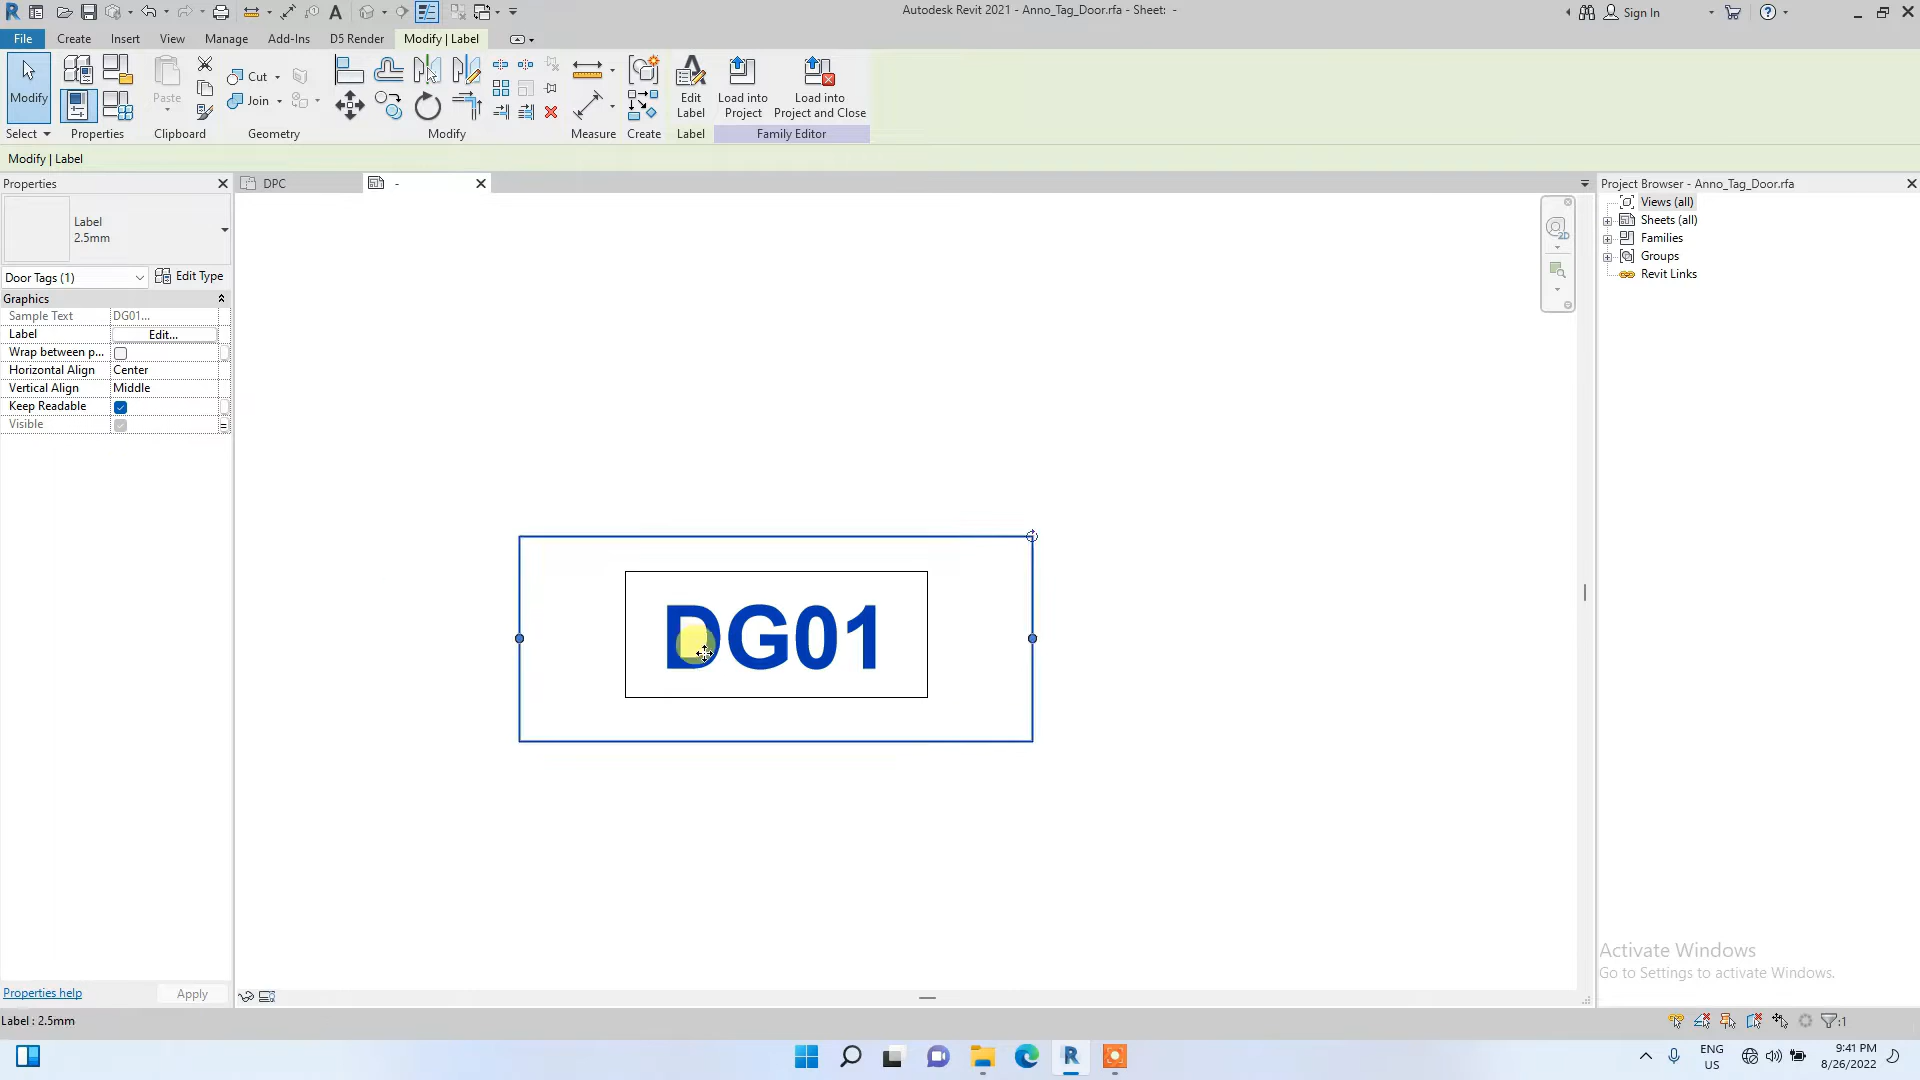 Autodesk Revit 2021 - Anno_Tag_Door.rfa - Sheet: -
Sign In
File
Create
Insert
View
Manage
Add-Ins
D5 Render
Modify | Label
Modify
Paste
Cut
Join
Edit Label
Load into Project
Load into Project and Close
Select
Properties
Clipboard
Geometry
Modify
Measure
Create
Label
Family Editor
Modify | Label
Properties
DPC
-
Project Browser - Anno_Tag_Door.rfa
Label
2.5mm
Door Tags (1)
Edit Type
Graphics
Sample Text DG01...
Label Edit...
Wrap between p...
Horizontal Align Center
Vertical Align Middle
Keep Readable
Visible =
Views (all)
Sheets (all)
Families
Groups
Revit Links
2D
DG01
Activate Windows
Go to Settings to activate Windows.
Properties help
Apply
Label : 2.5mm
:1
ENG
US
9:41 PM
8/26/2022